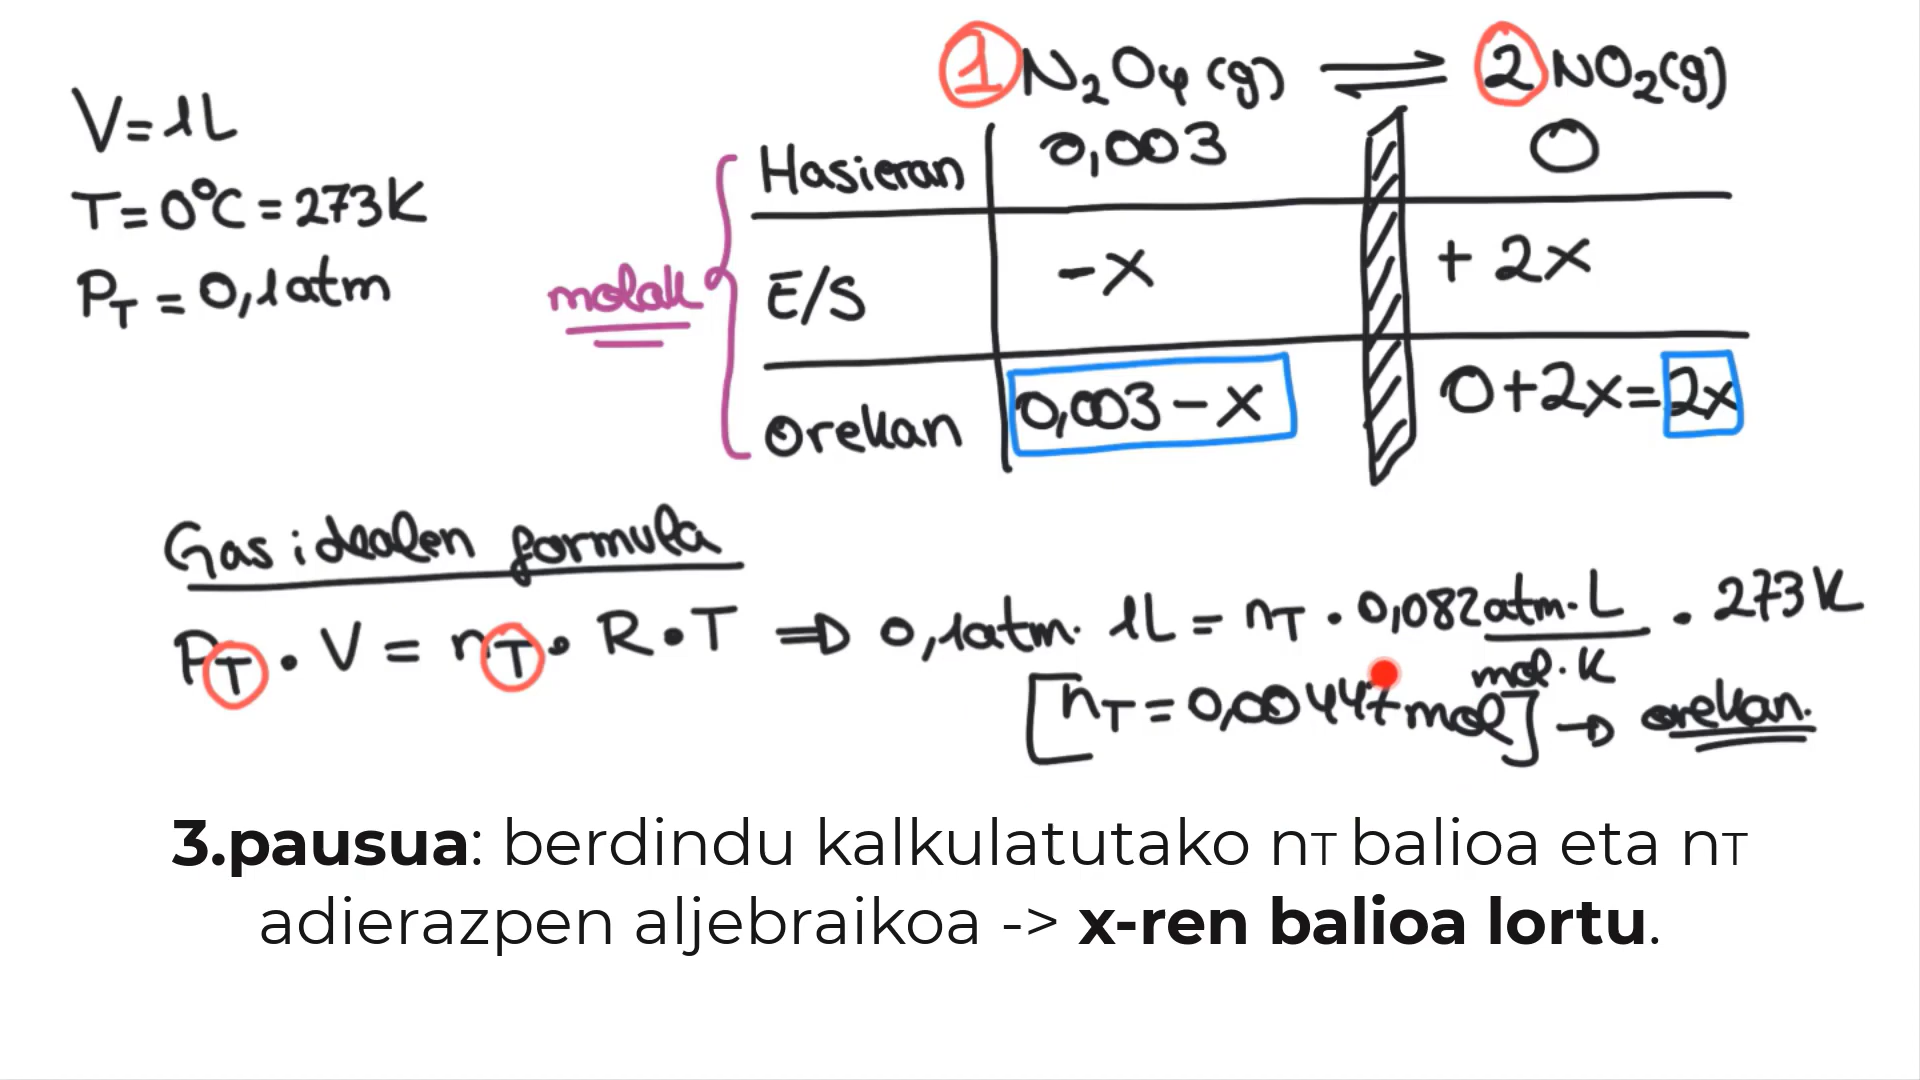 1 N₂O₄ (g) ⇌ 2 NO₂(g)
V = 1L
T = 0°C = 273K
P_T = 0,1atm
molak
Hasieran 0,003 0
E/S -x + 2x
Orekan 0,003 - x 0+2x=2x
Gas idealen formula
P_T · V = n_T · R · T ⇒ 0,1atm · 1L = n_T · 0,082 atm·L/mol·K · 273K
[n_T = 0,00447mol] → orekan.
3.pausua: berdindu kalkulatutako nT balioa eta nT
adierazpen aljebraikoa -> x-ren balioa lortu.